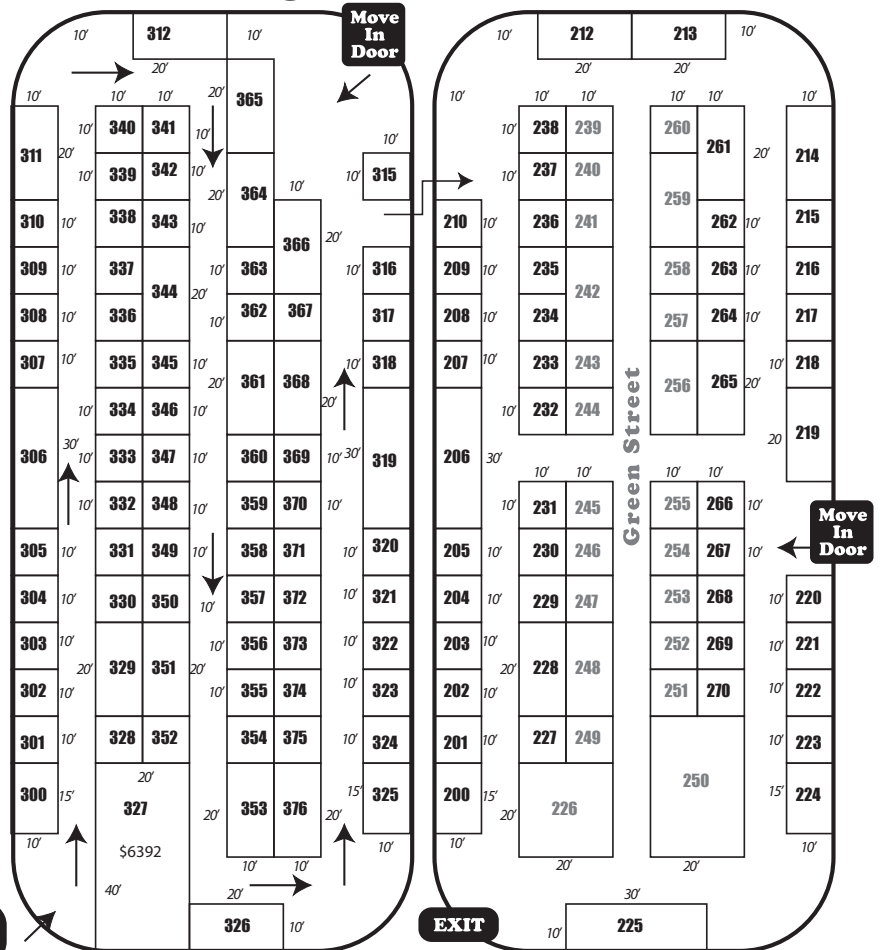 10' 312 10' Move In Door 10' 212 213 10'
20' 20' 20'
10' 10' 10' 20' 365 10' 10' 10' 10' 10' 10'
10' 340 341 10' 10' 10' 238 239 260 261 20' 214
311 20' 10' 339 342 10' 20' 364 10' 10' 315 10' 237 240 259
310 10' 338 343 10' 366 20' 210 10' 236 241 262 10' 215
309 10' 337 344 20' 10' 363 10' 316 209 10' 235 242 258 263 10' 216
308 10' 336 10' 362 367 317 208 10' 234 257 264 10' 217
307 10' 335 345 10' 20' 361 368 20' 10' 318 207 10' 233 243 256 265 20' 10' 218
10' 334 346 10' 10' 232 244 20 219
Green Street
306 30' 10' 333 347 10' 360 369 10' 30' 319 206 30' 10' 10' 10' 10'
10' 332 348 10' 359 370 10' 231 245 255 266 10'
Move In Door
305 10' 331 349 10' 358 371 10' 320 205 10' 230 246 254 267 10'
304 10' 330 350 10' 357 372 10' 321 204 10' 229 247 253 268 10' 220
303 10' 20' 329 351 20' 10' 356 373 10' 322 203 10' 20' 228 248 252 269 10' 221
302 10' 10' 355 374 10' 323 202 10' 251 270 10' 222
301 10' 328 352 354 375 10' 324 201 10' 227 249 10' 223
300 15' 20' 327 20' 353 376 20' 15' 325 200 15' 20' 226 250 15' 224
10' $6392 10' 10' 10' 10' 20' 20' 10'
40' 20' 30'
326 10' EXIT 10' 225